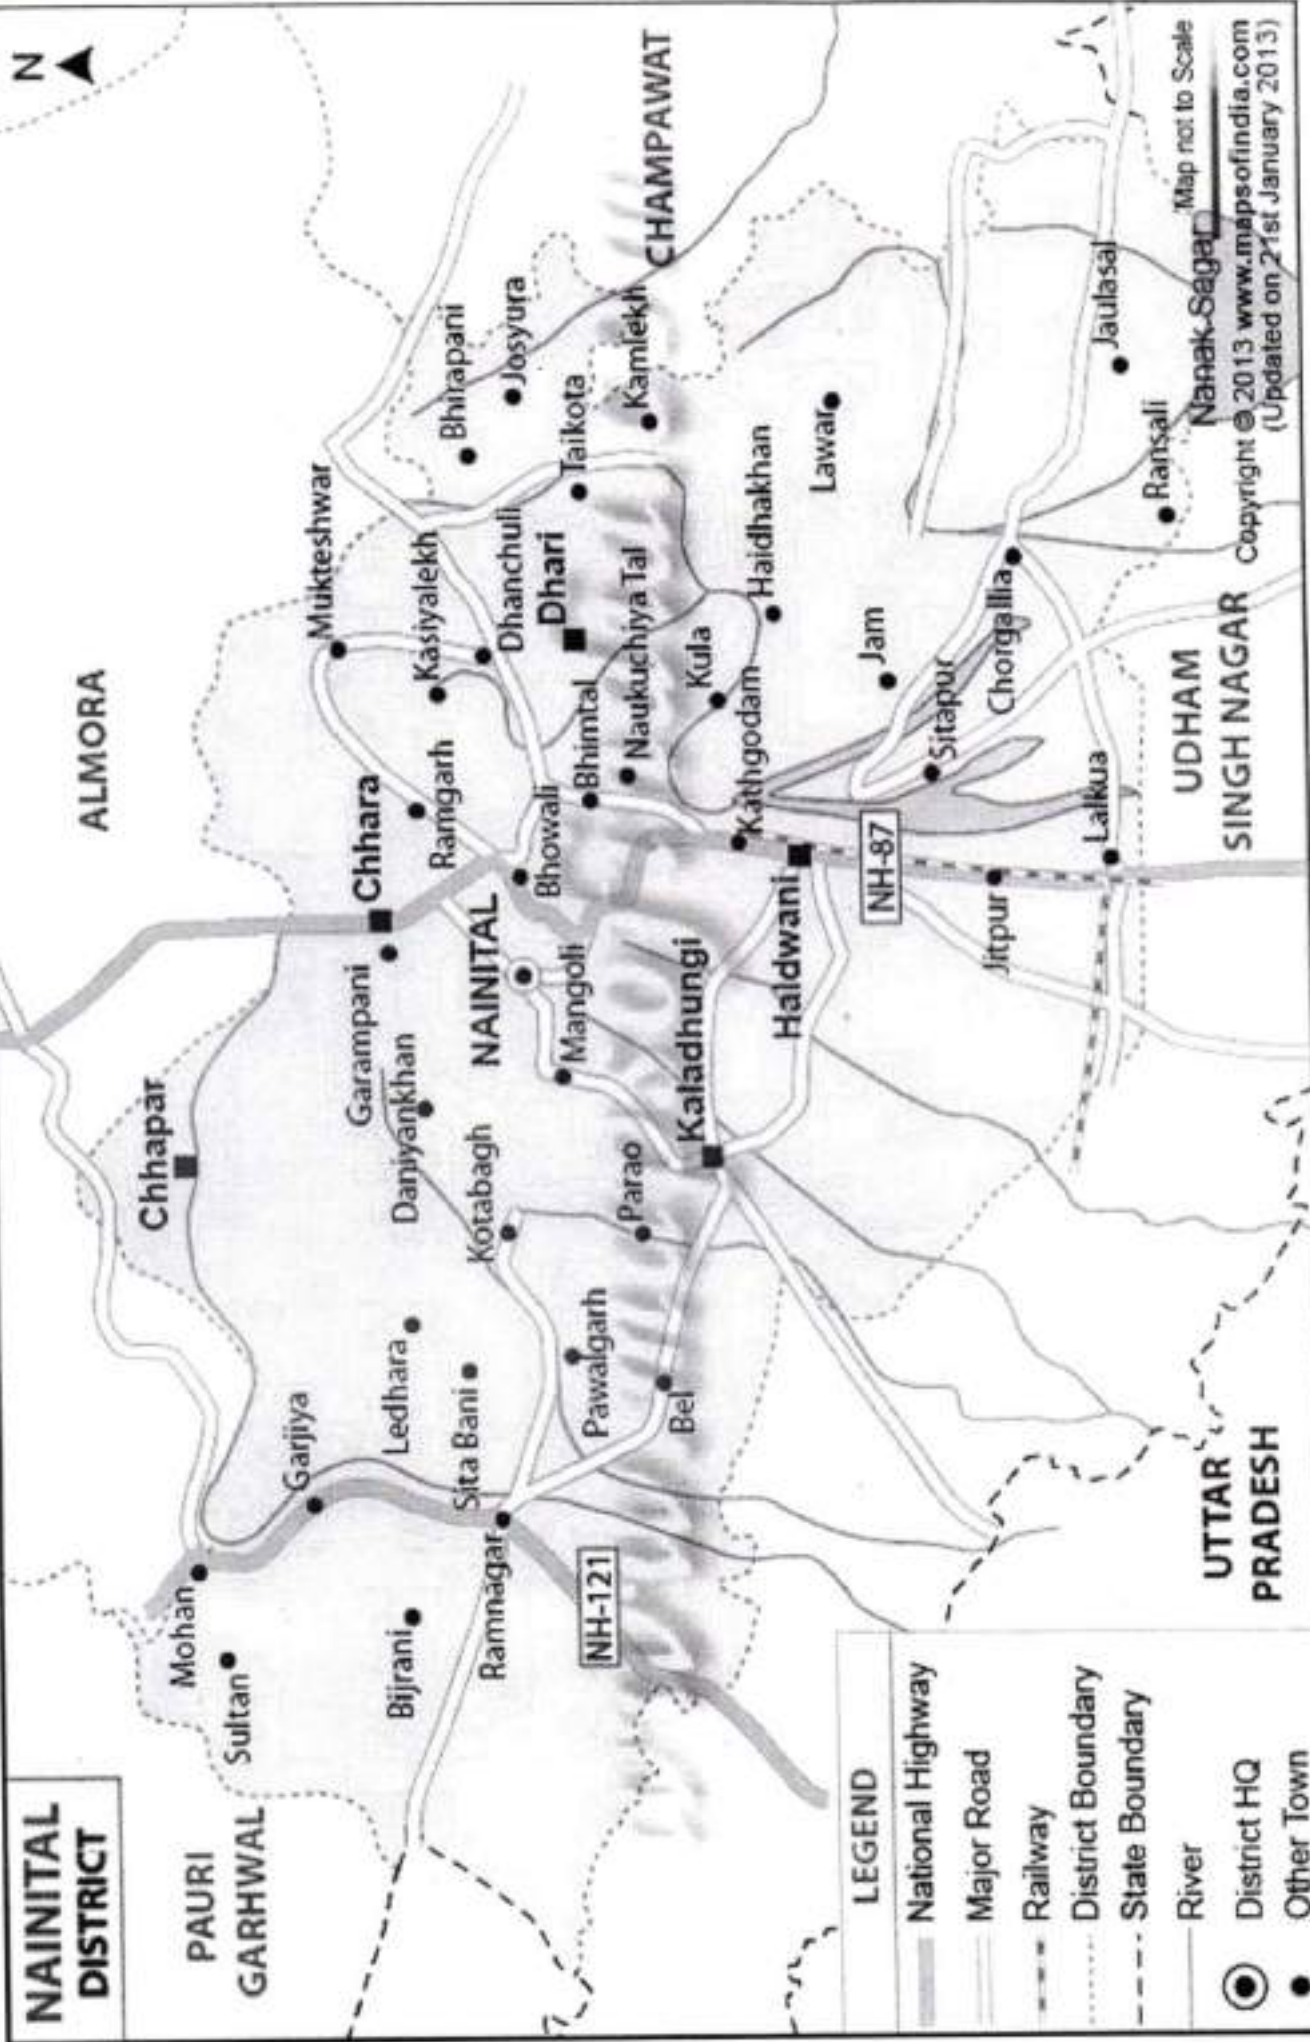 NAINITAL
DISTRICT
N
ALMORA
PAURI
GARHWAL
CHAMPAWAT
Chhapar
Mohan
Sultan
Garjiya
Mukteshwar
Chhara
Garampani
Ramgarh
Kasiyalekh
Bhirapani
Ledhara
Daniyankhan
Bijrani
Sita Bani
Kotabagh
NAINITAL
Dhanchuli
Josyura
Ramnagar
Bhowali
Dhari
Taikota
Mangoli
Bhimtal
NH-121
Pawalgarh
Parao
Naukuchiya Tal
Kamlekh
Bel
Kaladhungi
Kula
Kathgodam
Haidhakhan
Haldwani
Lawar
NH-87
Jam
Sitapur
Jitpur
Chorgallia
Lalkua
Jaulasal
Ransali
UDHAM
SINGH NAGAR
Nanak Sagar
UTTAR
PRADESH
LEGEND
National Highway
Major Road
Railway
District Boundary
State Boundary
River
District HQ
Other Town
Map not to Scale
Copyright © 2013 www.mapsofindia.com
(Updated on 21st January 2013)